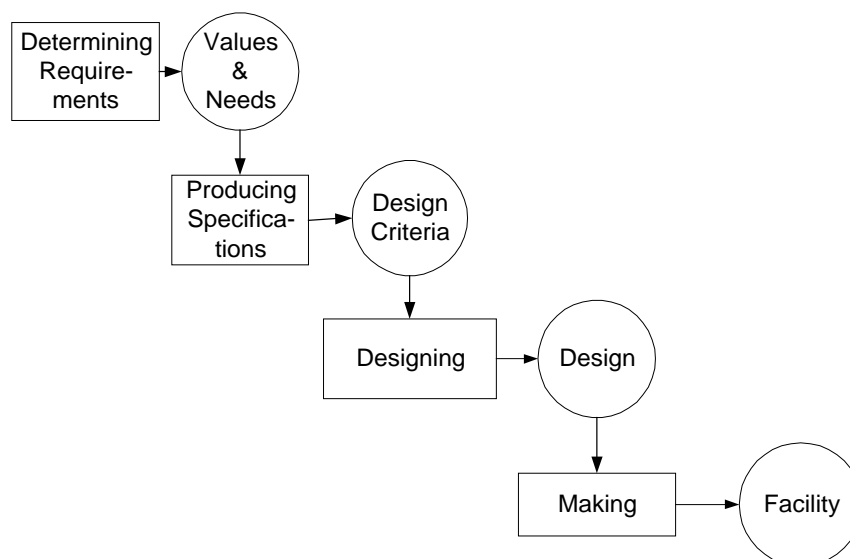 Determining
Require-
ments
Values
&
Needs
Producing
Specifica-
tions
Design
Criteria
Designing
Design
Making
Facility